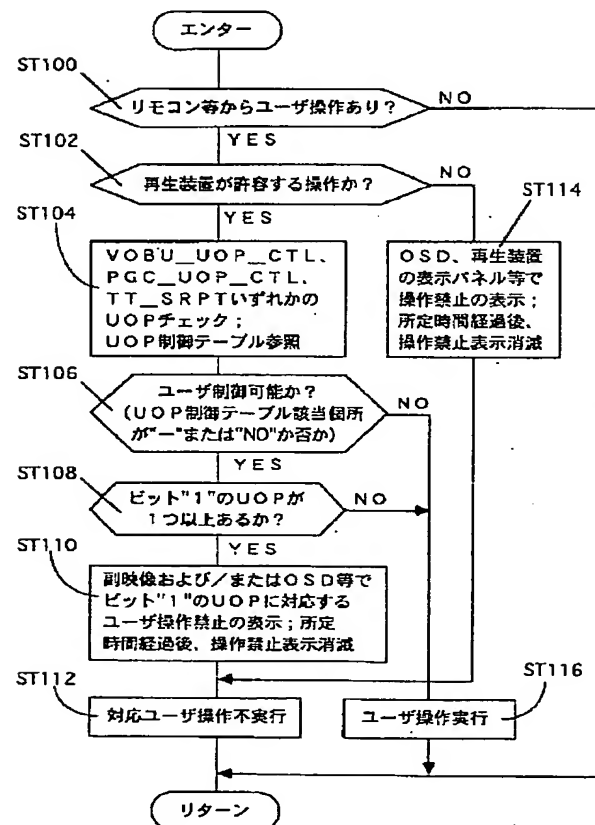 エンター
ST100
リモコン等からユーザ操作あり？
NO
YES
ST102
再生装置が許容する操作か？
NO
YES
ST104
VOBU__UOP__CTL、
PGC__UOP__CTL、
TT__SRPTいずれかの
UOPチェック；
UOP制御テーブル参照
ST114
OSD、再生装置
の表示パネル等で
操作禁止の表示；
所定時間経過後、
操作禁止表示消滅
ST106
ユーザ制御可能か？
(UOP制御テーブル該当個所
が"ー"または"NO"か否か)
NO
YES
ST108
ビット"1"のUOPが
1つ以上あるか？
NO
YES
ST110
副映像および／またはOSD等で
ビット"1"のUOPに対応する
ユーザ操作禁止の表示；所定
時間経過後、操作禁止表示消滅
ST112
対応ユーザ操作不実行
ST116
ユーザ操作実行
リターン